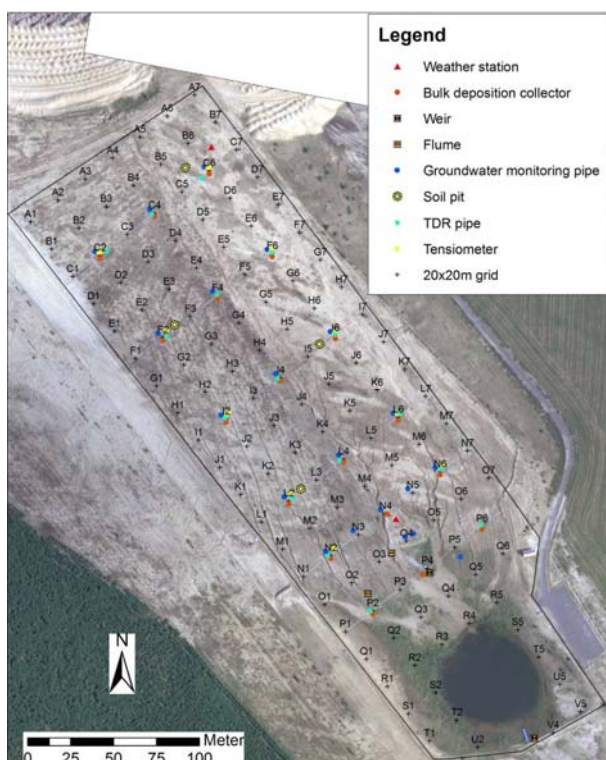 Legend
Weather station
Bulk deposition collector
Weir
Flume
Groundwater monitoring pipe
Soil pit
TDR pipe
Tensiometer
20x20m grid
A7
A6 B7
A5 B6 C7
A4 B5 C6 D7
A3 B4 C5 D6 E7
A2 B3 C4 D5 E6 F7
A1 B2 C3 D4 E5 F6 G7
B1 C2 D3 E4 F5 G6 H7
C1 D2 E3 F4 G5 H6 I7
D1 E2 F3 G4 H5 I6 J7
E1 F2 G3 H4 I5 J6 K7
F1 G2 H3 I4 J5 K6 L7
G1 H2 I3 J4 K5 L6 M7
H1 I2 J3 K4 L5 M6 N7
I1 J2 K3 L4 M5 N6 O7
J1 K2 L3 M4 N5 O6 P6
K1 L2 M3 N4 O5
L1 M2 N3 O4 P5 Q6
M1 N2 O3 P4 Q5 R5
N1 O2 P3 Q4 S5
O1 P2 Q3 R4 T5
P1 Q2 R3 U5
Q1 R2 V5
R1 S2 V4
S1 T2
T1 U2
N
0 25 50 100
Meter